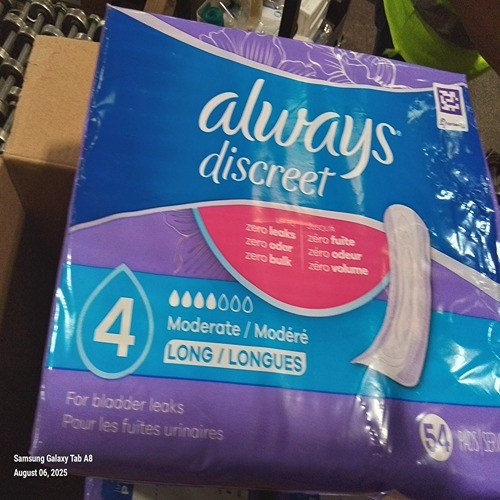 always
discreet
zero leaks
zero odor
zero bulk
zéro fuite
zéro odeur
zéro volume
4
Moderate / Modéré
LONG / LONGUES
For bladder leaks
Pour les fuites urinaires
54 PADS/
Samsung Galaxy Tab A8
August 06, 2025